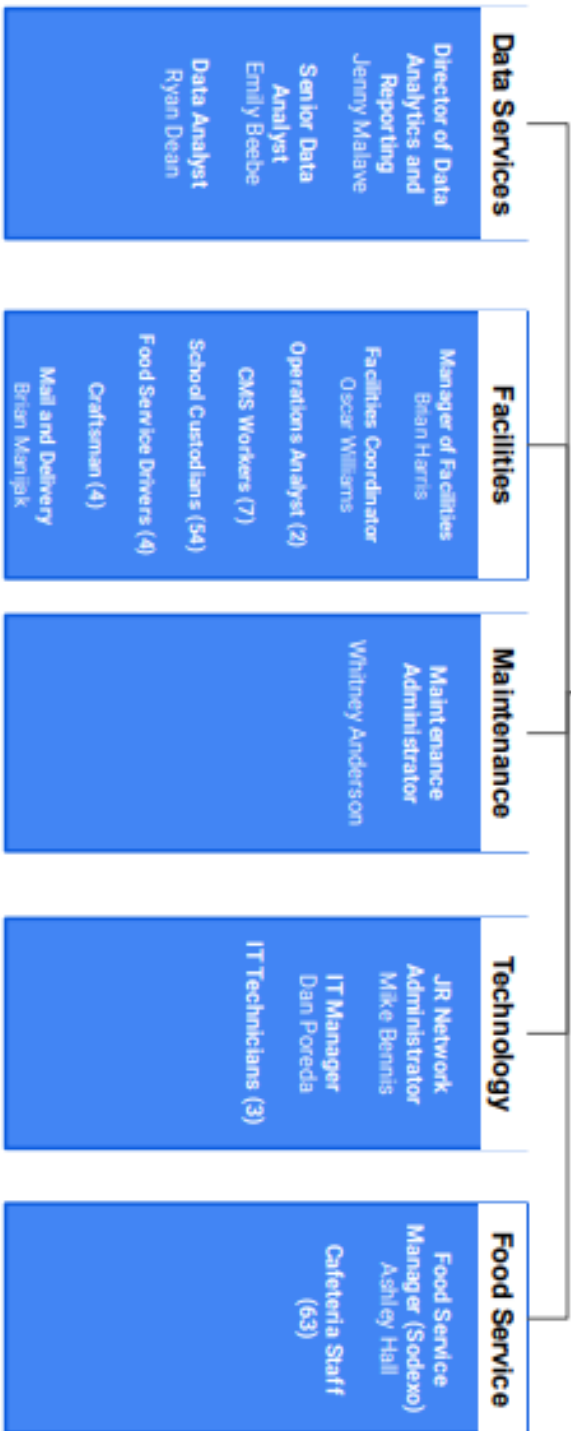 Data Services
Director of Data
Analytics and
Reporting
Jenny Malave
Senior Data
Analyst
Emily Beebe
Data Analyst
Ryan Dean
Facilities
Manager of Facilities
Brian Harris
Facilities Coordinator
Oscar Williams
Operations Analyst (2)
CMS Workers (7)
School Custodians (54)
Food Service Drivers (4)
Craftsman (4)
Mail and Delivery
Brian Manijak
Maintenance
Maintenance
Administrator
Whitney Anderson
Technology
JR Network
Administrator
Mike Bennis
IT Manager
Dan Poreda
IT Technicians (3)
Food Service
Food Service
Manager (Sodexo)
Ashley Hall
Cafeteria Staff
(63)